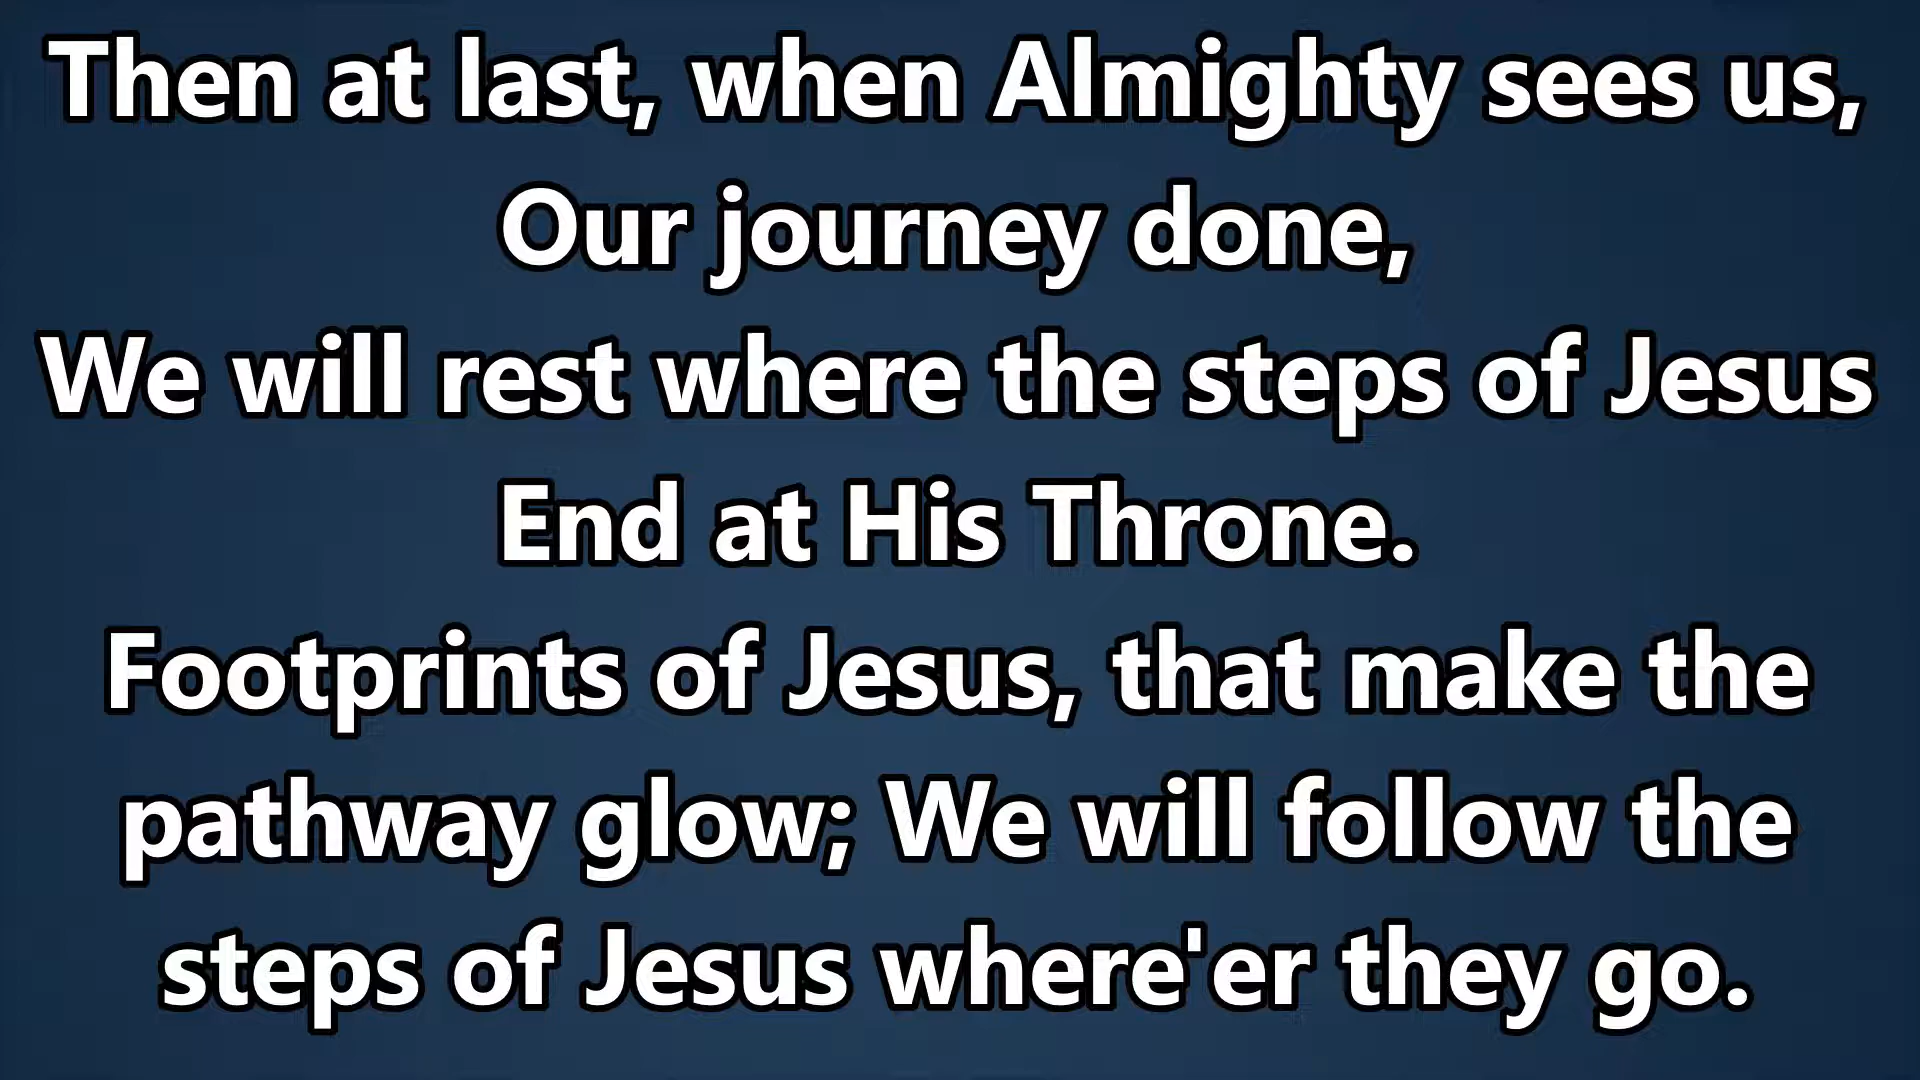 Then at last, when Almighty sees us,
Our journey done,
We will rest where the steps of Jesus
End at His Throne.
Footprints of Jesus, that make the
pathway glow; We will follow the
steps of Jesus where'er they go.